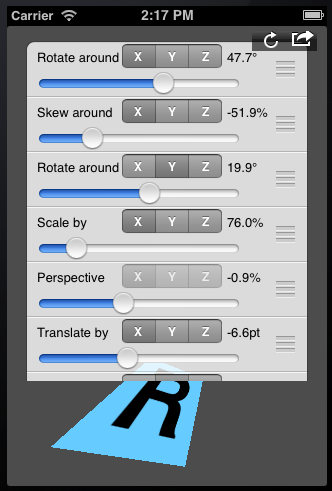 Carrier 2:17 PM
Rotate around X Y Z 47.7°
Skew around X Y Z -51.9%
Rotate around X Y Z 19.9°
Scale by X Y Z 76.0%
Perspective X Y Z -0.9%
Translate by X Y Z -6.6pt
R